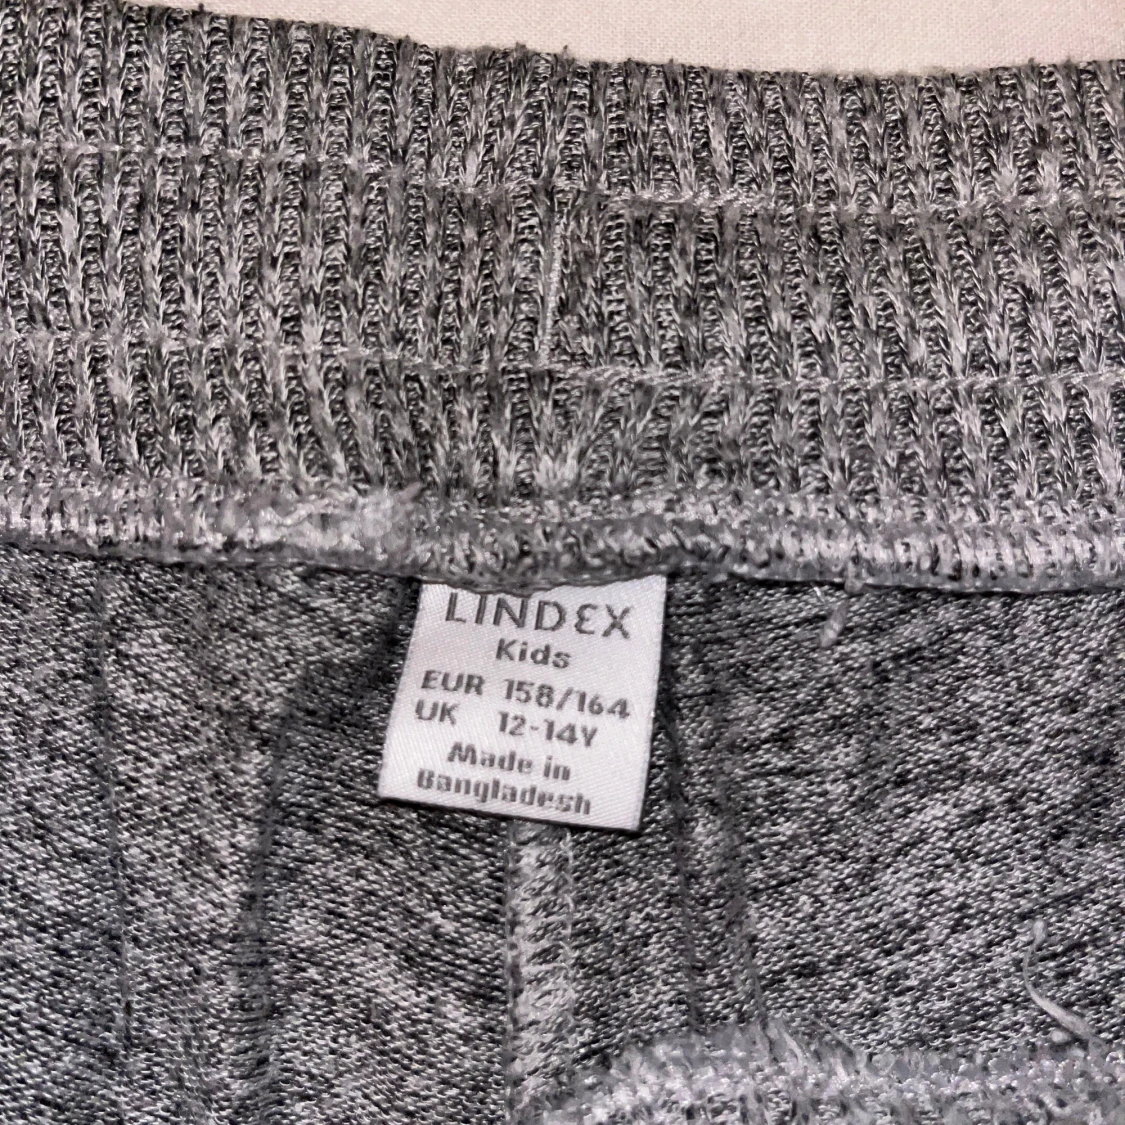 LINDEX
Kids
EUR 158/164
UK 12-14Y
Made in
Bangladesh